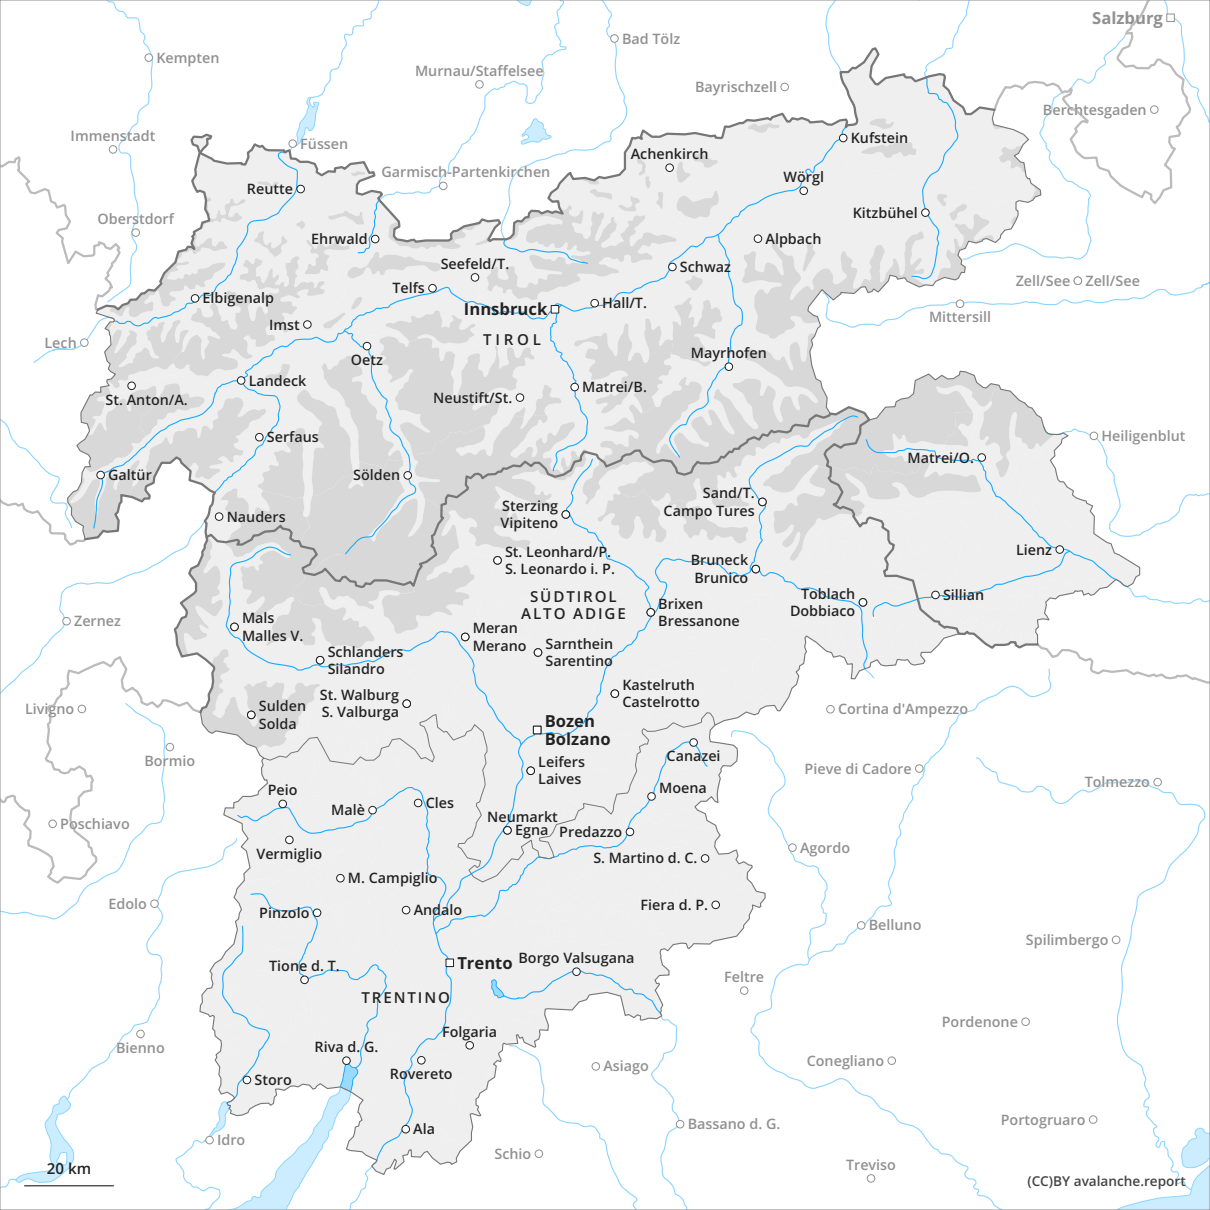 Salzburg
Bad Tölz
Kempten
Murnau/Staffelsee
Bayrischzell
Berchtesgaden
Immenstadt
Füssen
Kufstein
Achenkirch
Garmisch-Partenkirchen
Reutte
Wörgl
Oberstdorf
Kitzbühel
Ehrwald
Alpbach
Seefeld/T.
Schwaz
Zell/See
Zell/See
Telfs
Elbigenalp
Innsbruck
Hall/T.
Mittersill
Imst
TIROL
Lech
Oetz
Mayrhofen
Landeck
Matrei/B.
St. Anton/A.
Neustift/St.
Serfaus
Heiligenblut
Matrei/O.
Galtür
Sölden
Sand/T.
Campo Tures
Sterzing
Vipiteno
Nauders
St. Leonhard/P.
S. Leonardo i. P.
Lienz
Bruneck
Brunico
SÜDTIROL
ALTO ADIGE
Toblach
Dobbiaco
Sillian
Brixen
Bressanone
Zernez
Mals
Malles V.
Meran
Merano
Sarnthein
Sarentino
Schlanders
Silandro
Kastelruth
Castelrotto
St. Walburg
S. Valburga
Sulden
Solda
Livigno
Cortina d'Ampezzo
Bozen
Bolzano
Bormio
Canazei
Leifers
Laives
Pieve di Cadore
Tolmezzo
Peio
Moena
Malè
Cles
Neumarkt
Egna
Predazzo
Poschiavo
Vermiglio
Agordo
S. Martino d. C.
M. Campiglio
Edolo
Pinzolo
Andalo
Fiera d. P.
Belluno
Spilimbergo
Trento
Borgo Valsugana
Tione d. T.
Feltre
TRENTINO
Pordenone
Folgaria
Bienno
Riva d. G.
Conegliano
Asiago
Rovereto
Storo
Portogruaro
Bassano d. G.
Ala
Idro
Schio
Treviso
20 km
(CC)BY avalanche.report